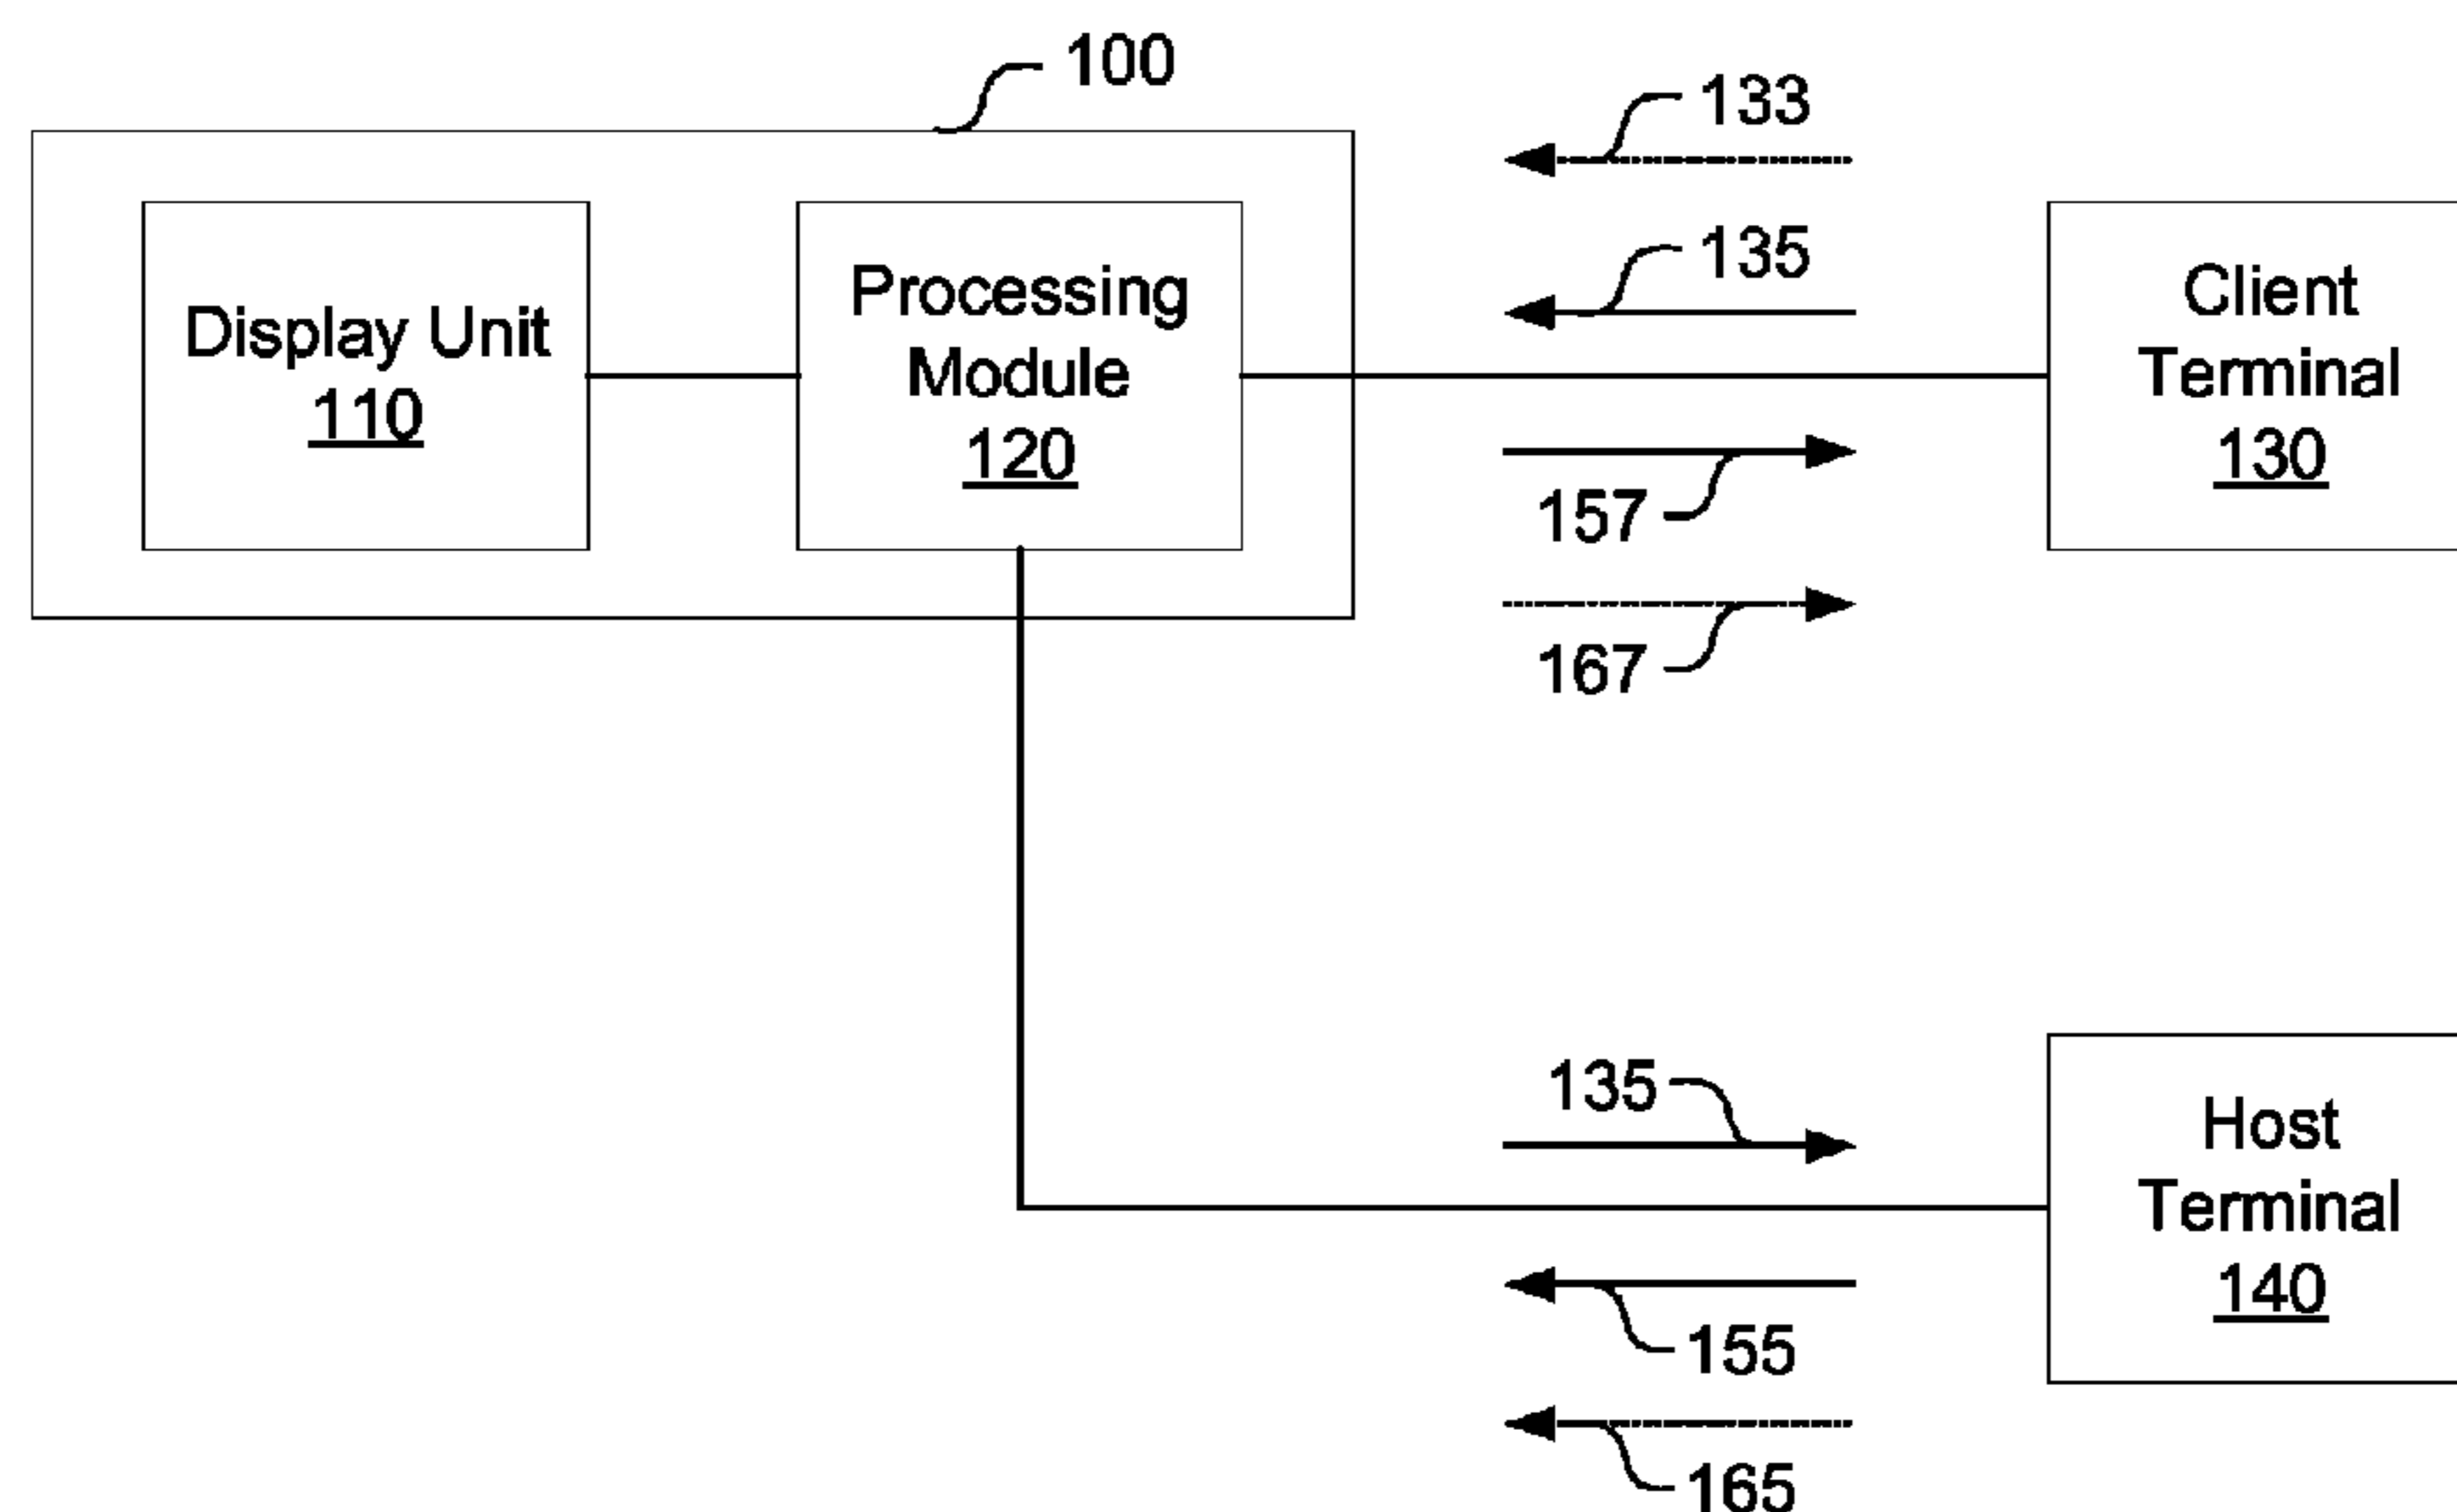 100
133
135
Display Unit
110
Processing
Module
120
Client
Terminal
130
157
167
135
Host
Terminal
140
155
165